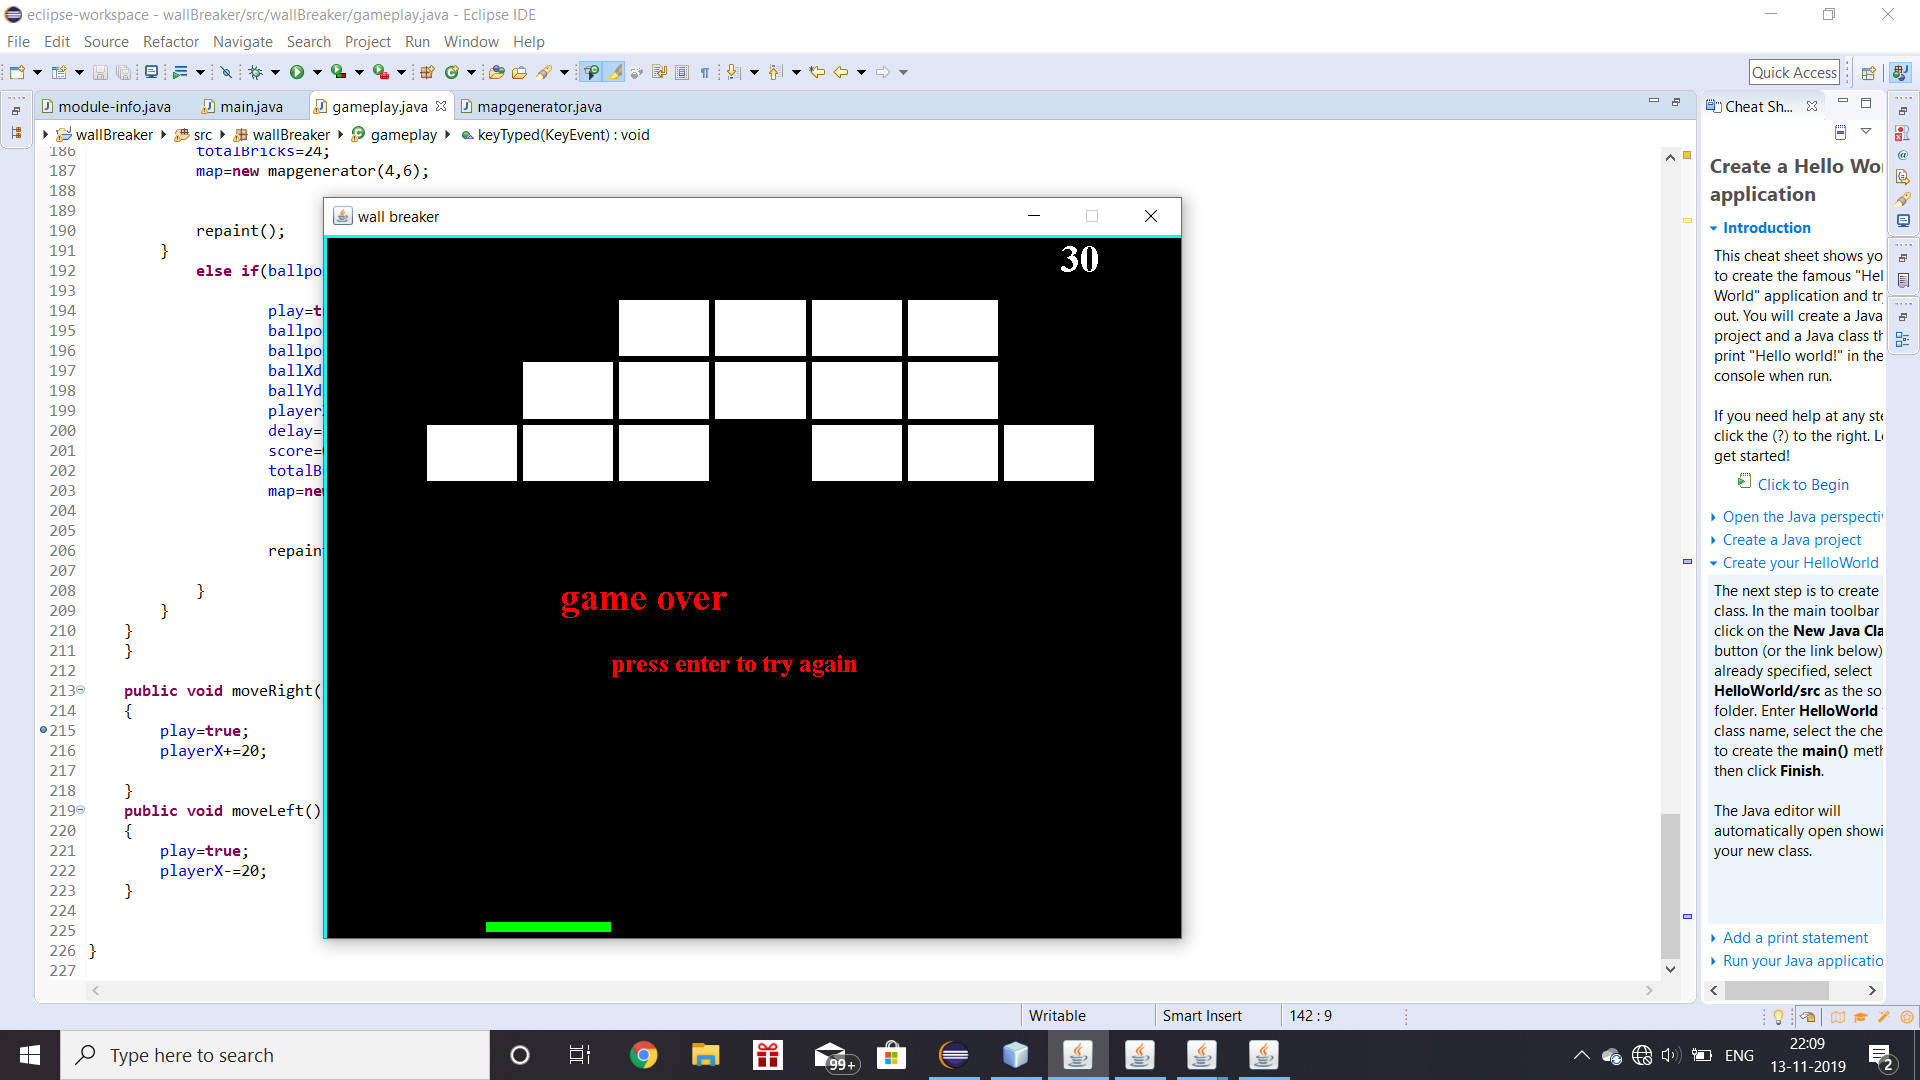 eclipse-workspace - wallBreaker/src/wallBreaker/gameplay.java - Eclipse IDE
File Edit Source Refactor Navigate Search Project Run Window Help
Quick Access
module-info.java main.java gameplay.java mapgenerator.java
wallBreaker src wallBreaker gameplay keyTyped(KeyEvent) : void
186 totalBricks=24;
187 map=new mapgenerator(4,6);
188
189
190 repaint();
191 }
192 else if(ballpo
193
194 play=t
195 ballpo
196 ballpo
197 ballXd
198 ballYd
199 player
200 delay=
201 score=
202 totalB
203 map=new
204
205
206 repaint
207
208 }
209 }
210 }
211 }
212
213 public void moveRight(
214 {
215 play=true;
216 playerX+=20;
217
218 }
219 public void moveLeft()
220 {
221 play=true;
222 playerX-=20;
223 }
224
225
226 }
227
wall breaker
30
game over
press enter to try again
Cheat Sh...
Create a Hello Wo
application
Introduction
This cheat sheet shows yo
to create the famous "Hel
World" application and tr
out. You will create a Java
project and a Java class th
print "Hello world!" in the
console when run.
If you need help at any ste
click the (?) to the right. L
get started!
Click to Begin
Open the Java perspecti
Create a Java project
Create your HelloWorld
The next step is to create
class. In the main toolbar
click on the New Java Cla
button (or the link below)
already specified, select
HelloWorld/src as the so
folder. Enter HelloWorld
class name, select the che
to create the main() meth
then click Finish.
The Java editor will
automatically open showi
your new class.
Add a print statement
Run your Java applicatio
Writable Smart Insert 142 : 9
Type here to search
99+
ENG
22:09
13-11-2019
2